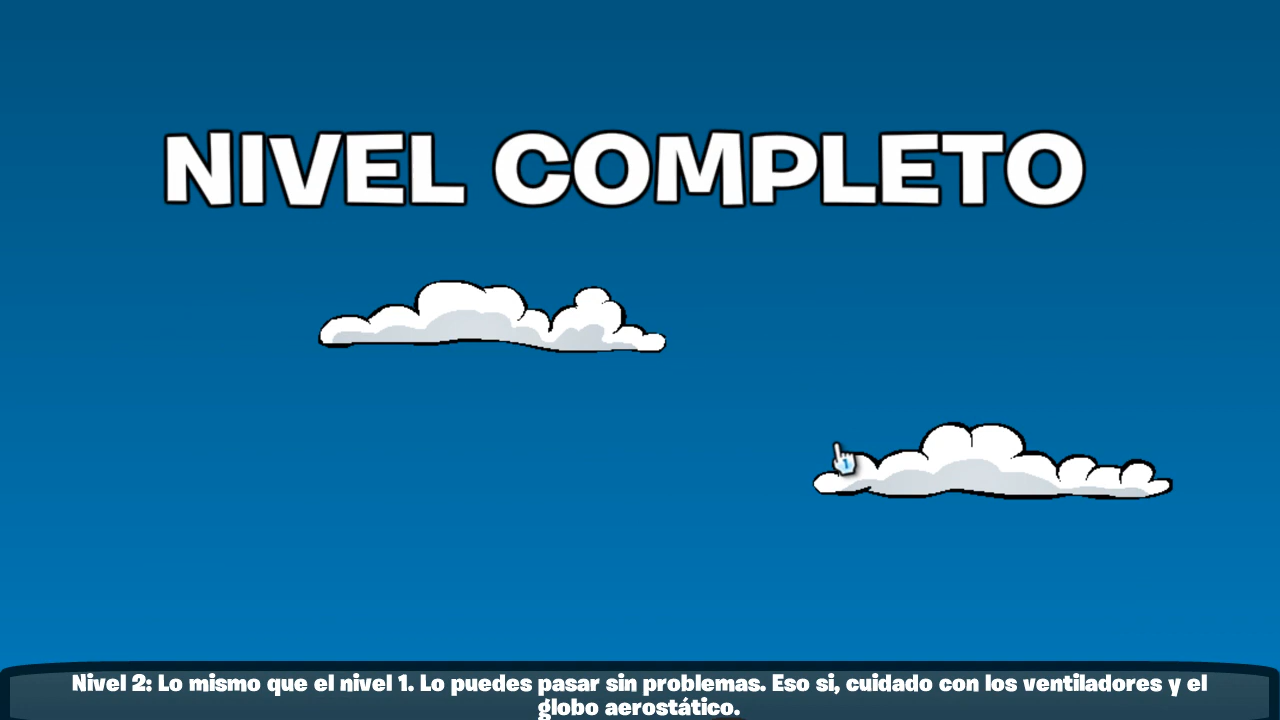 NIVEL COMPLETO
1
Nivel 2: Lo mismo que el nivel 1. Lo puedes pasar sin problemas. Eso si, cuidado con los ventiladores y el
globo aerostático.